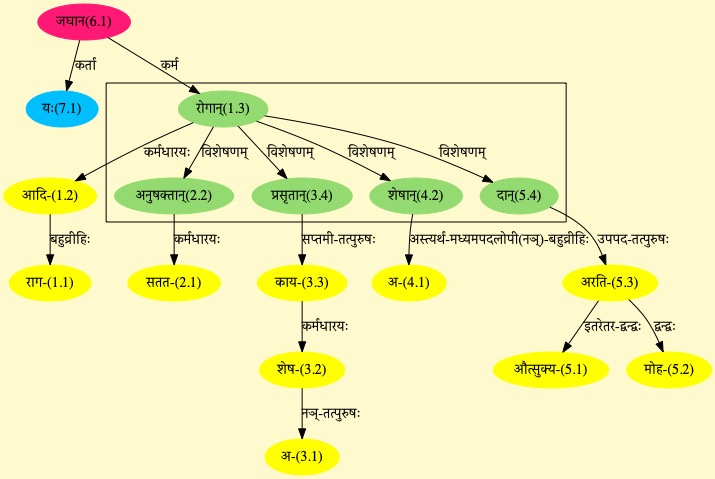 जघान(6.1)
कर्ता
कर्म
यः(7.1)
रोगान्(1.3)
कर्मधारयः
विशेषणम्
विशेषणम्
विशेषणम्
विशेषणम्
आदि-(1.2)
अनुषक्तान्(2.2)
प्रसृतान्(3.4)
शेषान्(4.2)
दान्(5.4)
बहुव्रीहिः
कर्मधारयः
सप्तमी-तत्पुरुषः
अस्त्यर्थ-मध्यमपदलोपी(नञ्)-बहुव्रीहिः
उपपद-तत्पुरुषः
राग-(1.1)
सतत-(2.1)
काय-(3.3)
अ-(4.1)
अरति-(5.3)
कर्मधारयः
इतरेतर-द्वन्द्वः
द्वन्द्वः
शेष-(3.2)
औत्सुक्य-(5.1)
मोह-(5.2)
नञ्-तत्पुरुषः
अ-(3.1)